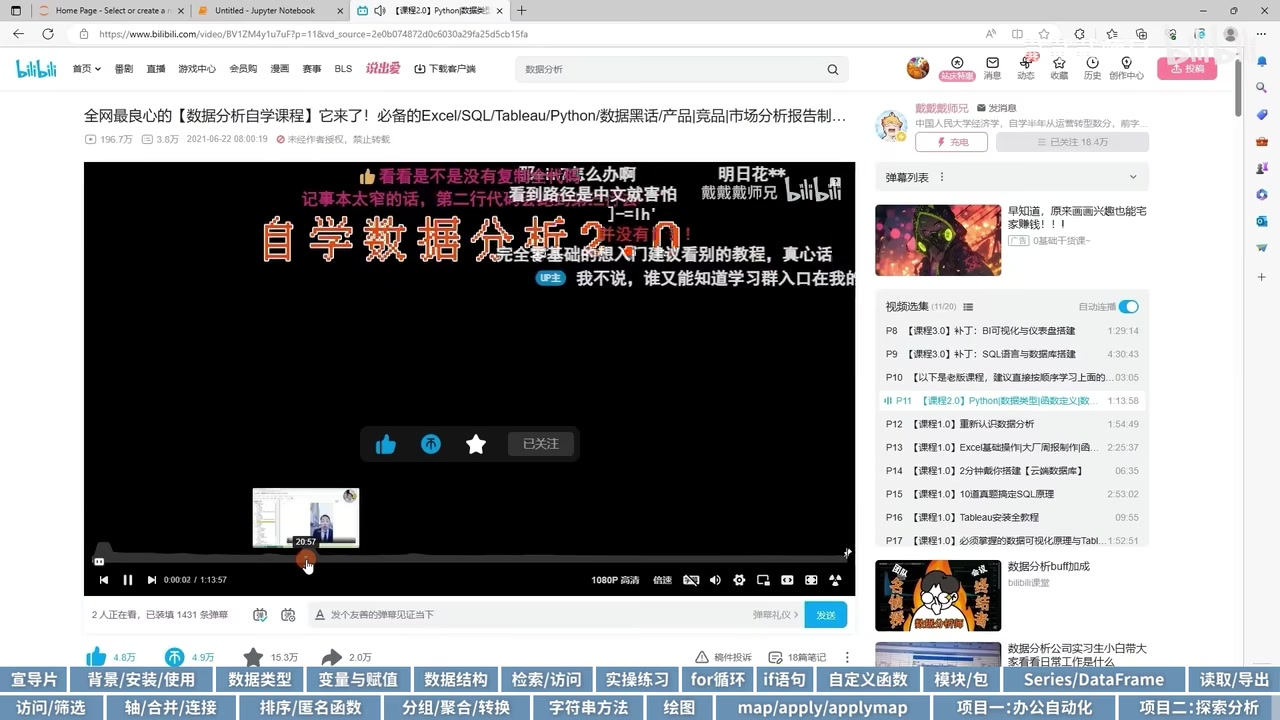 Home Page - Select or create a n
Untitled - Jupyter Notebook
【课程2.0】Python|数据类
https://www.bilibili.com/video/BV1ZM4y1u7uF?p=11&vd_source=2e0b074872d0c6030a29fa25d5cb15fa
bilibili
首页
番剧
直播
游戏中心
会员购
漫画
赛事
BLS
说出爱
下载客户端
数据分析
站庆特惠
消息
动态
收藏
历史
创作中心
投稿
全网最良心的【数据分析自学课程】它来了！必备的Excel/SQL/Tableau/Python/数据黑话/产品|竞品|市场分析报告制…
196.7万 3.8万 2021-06-22 08:02:19 未经作者授权，禁止转载
戴戴戴师兄 发消息
中国人民大学经济学，自学半年从运营转型数分，前字…
充电
已关注 18.4万
看看是不是没有复制
怎么办啊
明日花**
看到路径是中文就害怕
戴戴戴师兄 bilibili
记事本太窄的话，第二行代码
]-=lh'
自学数据分析2.0
并没有
完全零基础的想入门建议看别的教程，真心话
UP主 我不说，谁又能知道学习群入口在我的
已关注
20:57
0:00:02 / 1:13:57
1080P 高清
倍速
2 人正在看，已装填 1431 条弹幕
发个友善的弹幕见证当下
弹幕礼仪 >
发送
4.8万
4.9万
15.3万
2.0万
稿件投诉
18篇笔记
弹幕列表
早知道，原来画画兴趣也能宅
家赚钱！！！
广告 0基础干货课~
视频选集 (11/20)
自动连播
P8 【课程3.0】补丁：BI可视化与仪表盘搭建 1:29:14
P9 【课程3.0】补丁：SQL语言与数据库搭建 4:30:43
P10 【以下是老版课程，建议直接按顺序学习上面的… 03:05
P11 【课程2.0】Python|数据类型|函数定义|数… 1:13:58
P12 【课程1.0】重新认识数据分析 1:54:49
P13 【课程1.0】Excel基础操作|大厂周报制作|函… 2:25:37
P14 【课程1.0】2分钟戴你搭建【云端数据库】 06:35
P15 【课程1.0】10道真题搞定SQL原理 2:53:02
P16 【课程1.0】Tableau安装全教程 09:55
P17 【课程1.0】必须掌握的数据可视化原理与Tabl… 1:52:51
数据分析师
数据分析buff加成
bilibili课堂
数据分析公司实习生小白带大
家看看日常工作是什么
宣导片 背景/安装/使用 数据类型 变量与赋值 数据结构 检索/访问 实操练习 for循环 if语句 自定义函数 模块/包 Series/DataFrame 读取/导出
访问/筛选 轴/合并/连接 排序/匿名函数 分组/聚合/转换 字符串方法 绘图 map/apply/applymap 项目一:办公自动化 项目二:探索分析